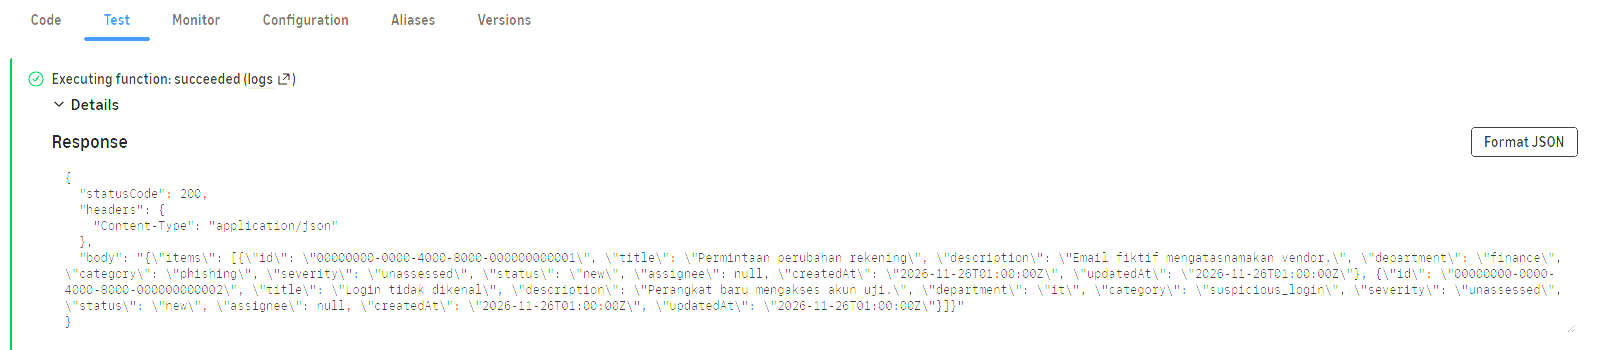 Code Test Monitor Configuration Aliases Versions
Executing function: succeeded (logs)
Details
Response
Format JSON
{
"statusCode": 200,
"headers": {
"Content-Type": "application/json"
},
"body": "{\"items\": [{\"id\": \"00000000-0000-4000-8000-000000000001\", \"title\": \"Permintaan perubahan rekening\", \"description\": \"Email fiktif mengatasnamakan vendor.\", \"department\": \"finance\",
\"category\": \"phishing\", \"severity\": \"unassessed\", \"status\": \"new\", \"assignee\": null, \"createdAt\": \"2026-11-26T01:00:00Z\", \"updatedAt\": \"2026-11-26T01:00:00Z\"}, {\"id\": \"00000000-0000-
4000-8000-000000000002\", \"title\": \"Login tidak dikenal\", \"description\": \"Perangkat baru mengakses akun uji.\", \"department\": \"it\", \"category\": \"suspicious_login\", \"severity\": \"unassessed\",
\"status\": \"new\", \"assignee\": null, \"createdAt\": \"2026-11-26T01:00:00Z\", \"updatedAt\": \"2026-11-26T01:00:00Z\"}]}"
}